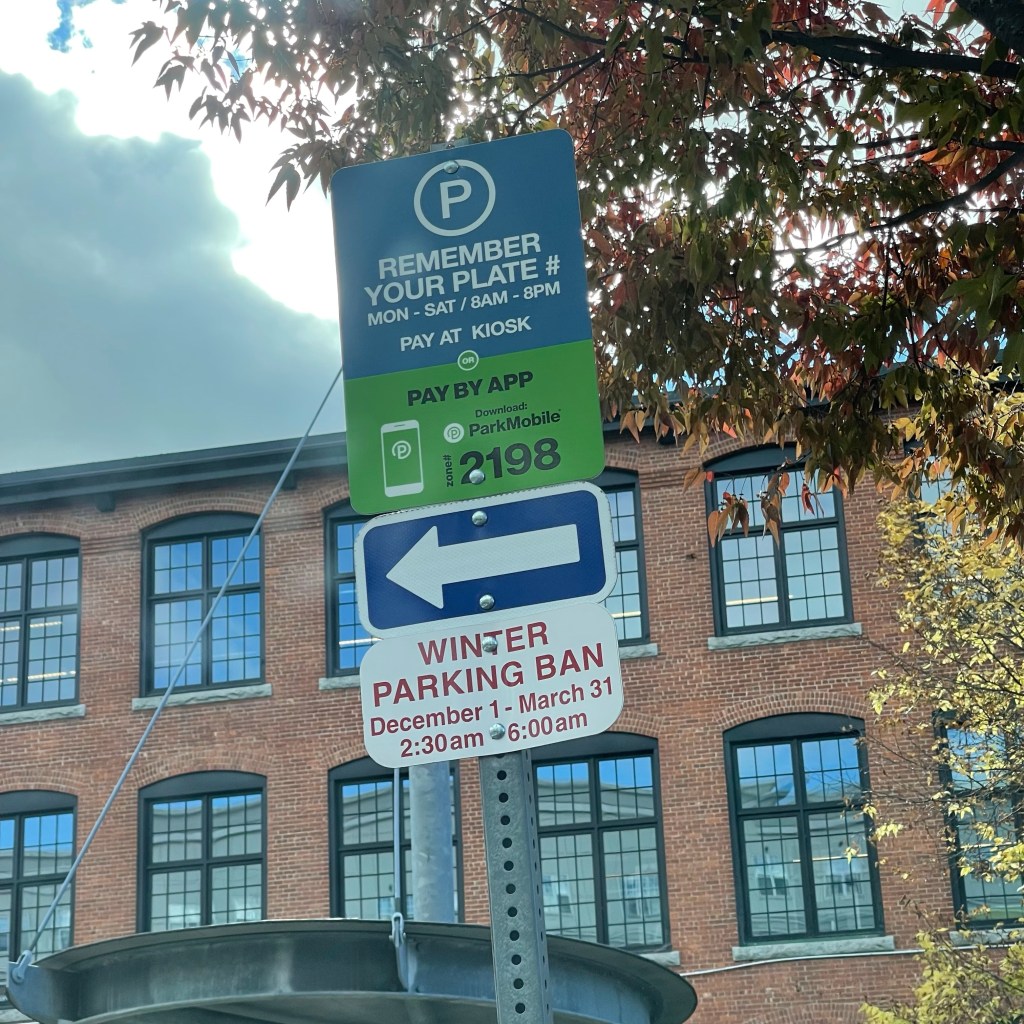 P
REMEMBER
YOUR PLATE #
MON - SAT / 8AM - 8PM
PAY AT KIOSK
OR
PAY BY APP
Download:
ParkMobile
zone# 2198
WINTER
PARKING BAN
December 1 - March 31
2:30am - 6:00am